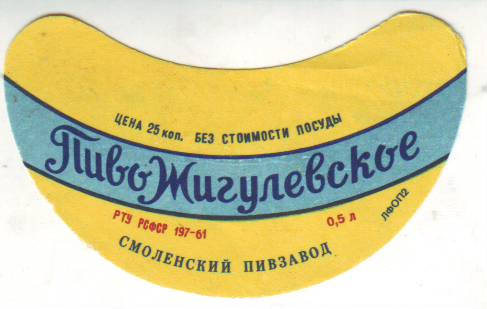 ЦЕНА 25 коп. БЕЗ СТОИМОСТИ ПОСУДЫ
Пиво Жигулевское
РТУ РСФСР 197-61 0,5 л ЛФОП2
СМОЛЕНСКИЙ ПИВЗАВОД